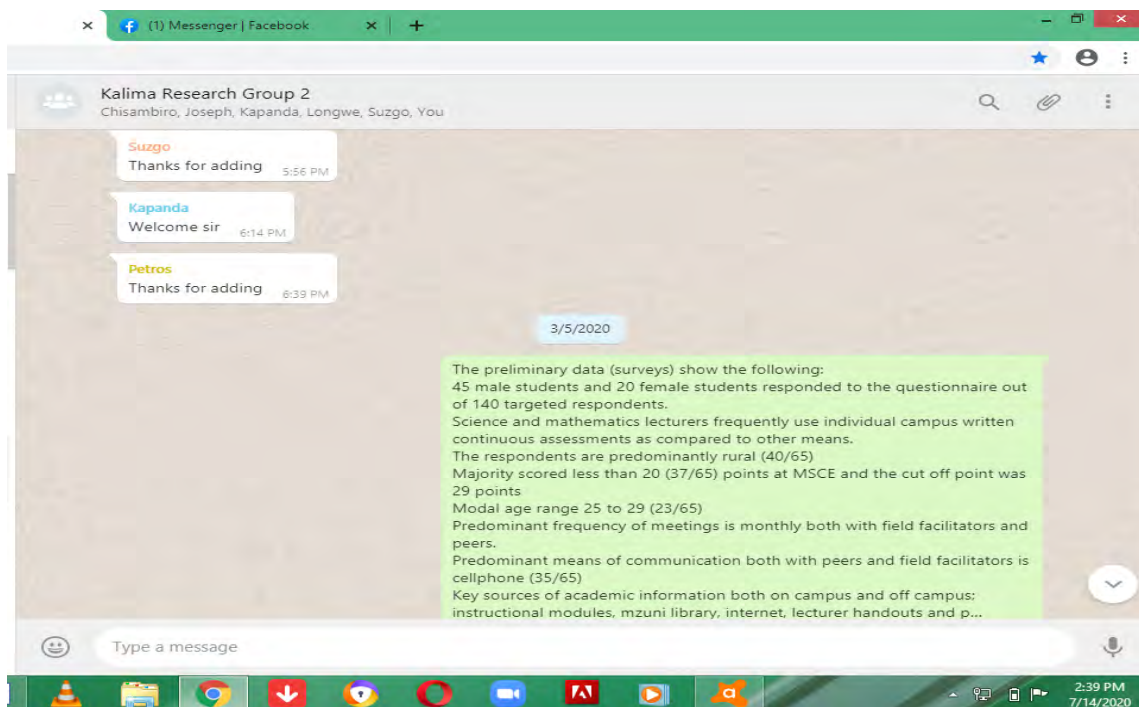 (1) Messenger | Facebook
Kalima Research Group 2
Chisambiro, Joseph, Kapanda, Longwe, Suzgo, You
Suzgo
Thanks for adding 5:56 PM
Kapanda
Welcome sir 6:14 PM
Petros
Thanks for adding 6:39 PM
3/5/2020
The preliminary data (surveys) show the following:
45 male students and 20 female students responded to the questionnaire out
of 140 targeted respondents.
Science and mathematics lecturers frequently use individual campus written
continuous assessments as compared to other means.
The respondents are predominantly rural (40/65)
Majority scored less than 20 (37/65) points at MSCE and the cut off point was
29 points
Modal age range 25 to 29 (23/65)
Predominant frequency of meetings is monthly both with field facilitators and
peers.
Predominant means of communication both with peers and field facilitators is
cellphone (35/65)
Key sources of academic information both on campus and off campus:
instructional modules, mzuni library, internet, lecturer handouts and p...
Type a message
2:39 PM
7/14/2020